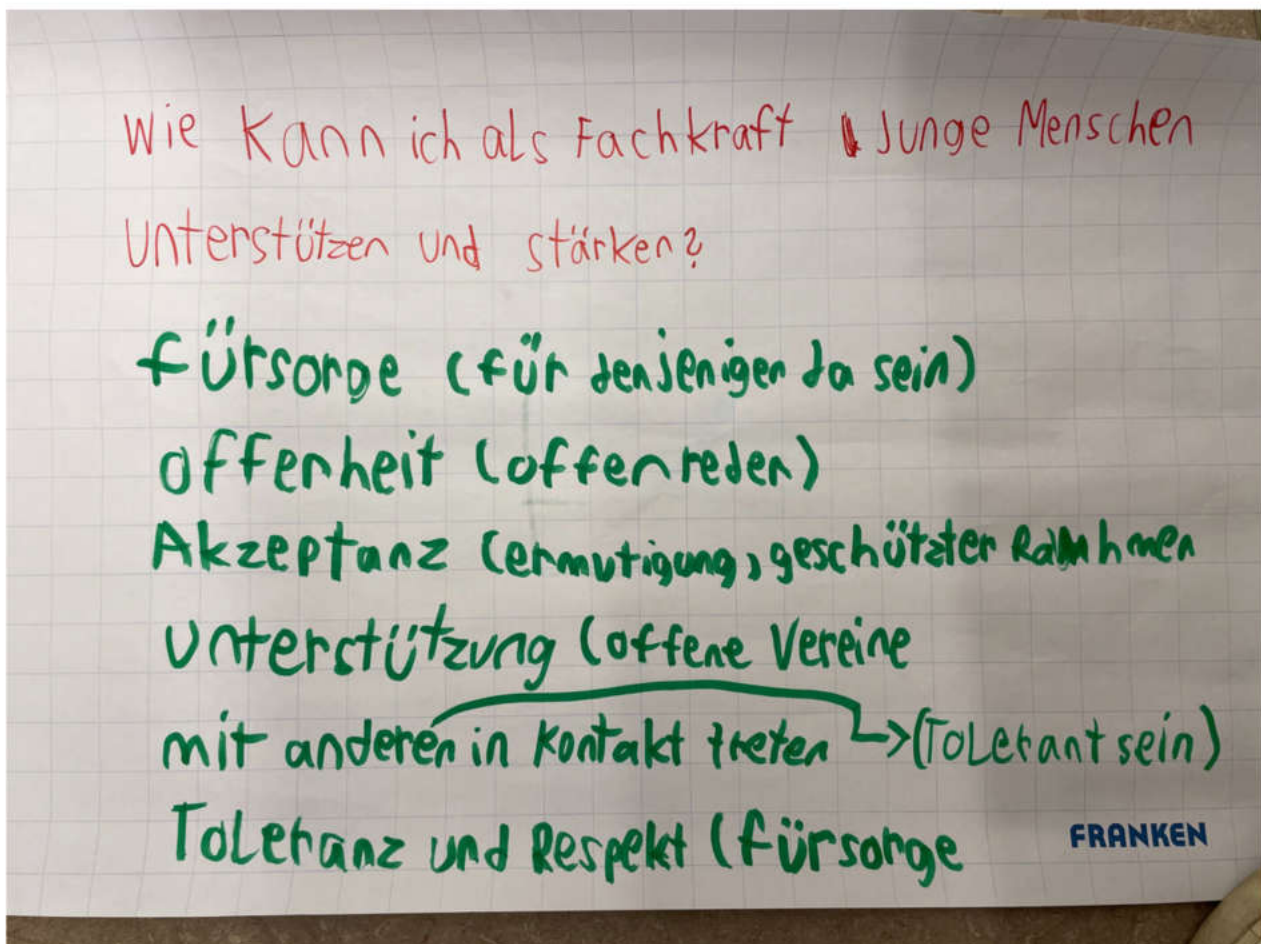 Wie Kann ich als Fachkraft Junge Menschen
Unterstützen und stärken?
fürsorge (für denjenigen da sein)
offenheit (offen reden)
Akzeptanz (ermutigung, geschützter Rahmen
Unterstützung (offene Vereine
mit anderen in Kontakt treten → (Tolerant sein)
Toleranz und Respekt (fürsorge
FRANKEN